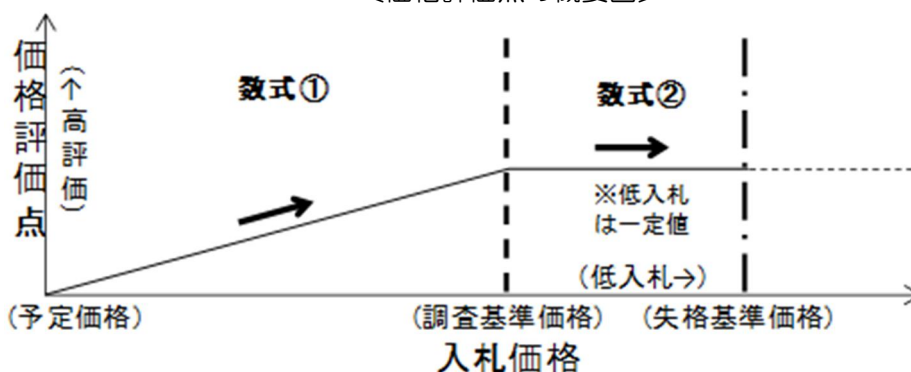 価格評価点
(↑高評価)
数式①
数式②
※低入札
は一定値
(低入札→)
(予定価格)
(調査基準価格)
(失格基準価格)
入札価格